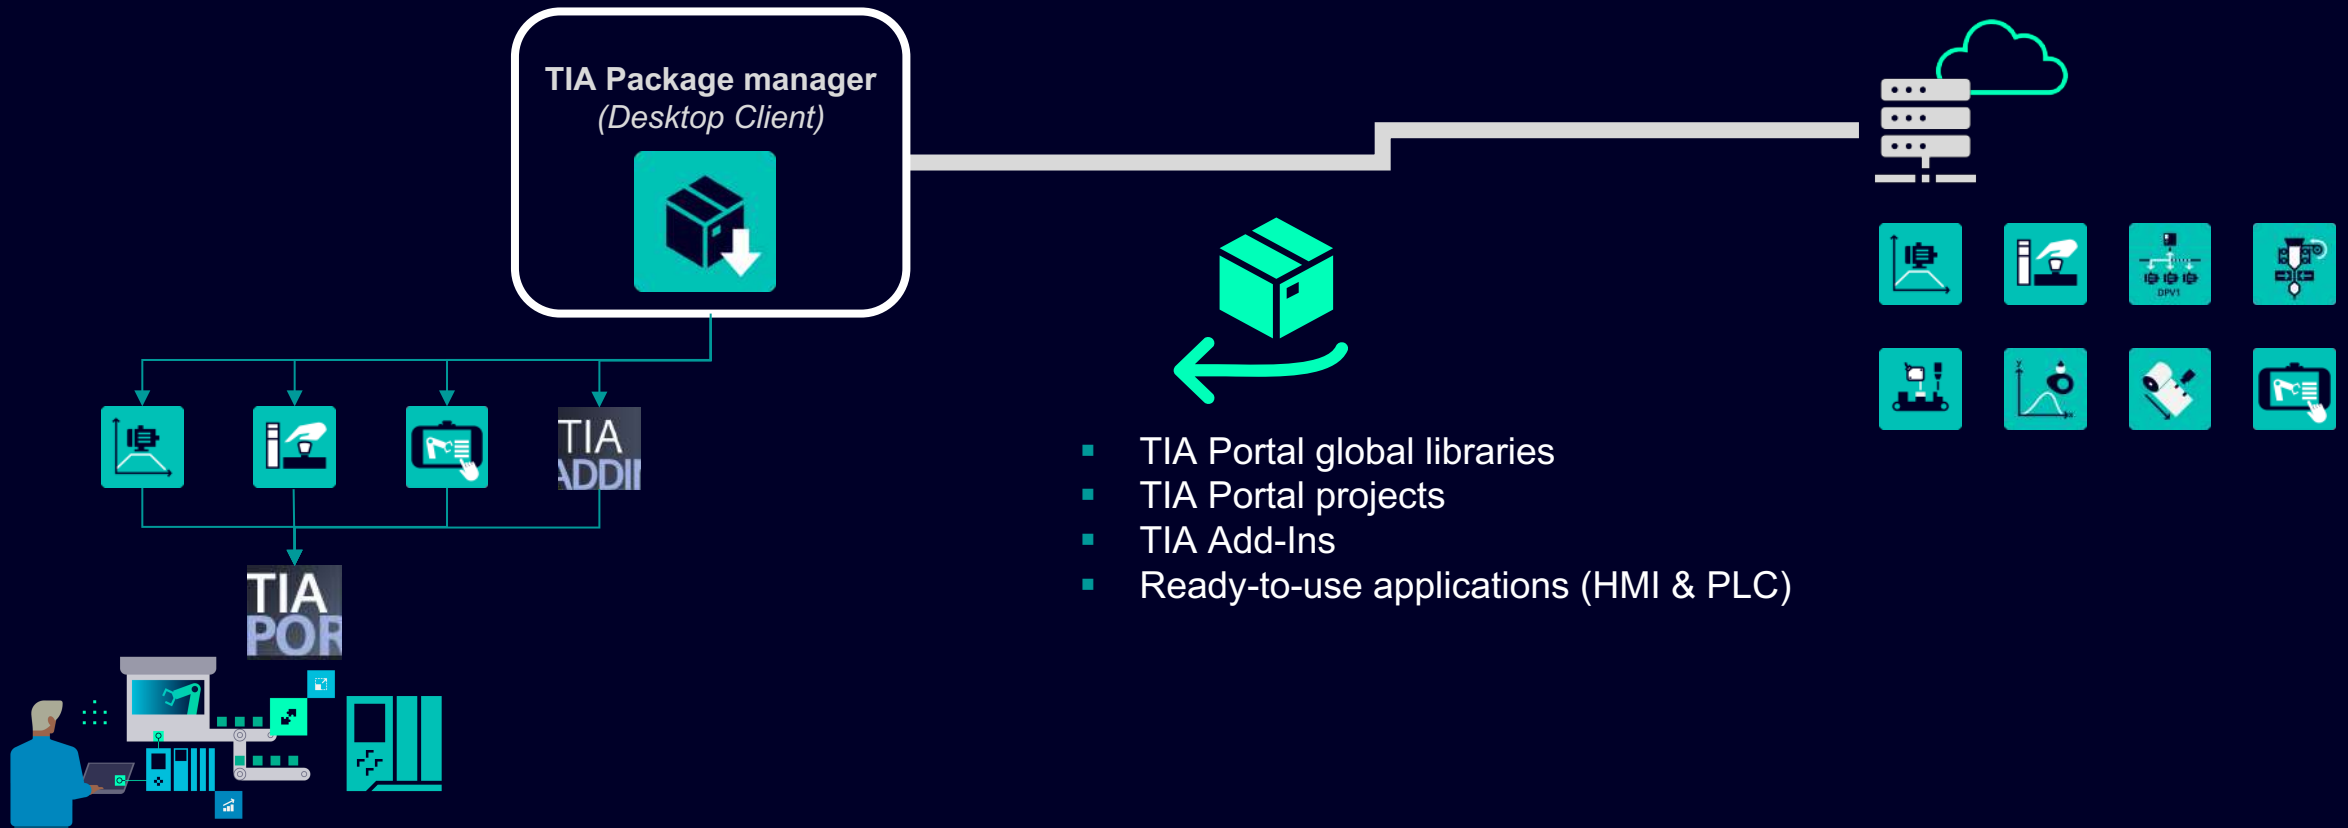 TIA Package manager
(Desktop Client)
DPV1
y
x
TIA
ADDI
TIA Portal global libraries
TIA Portal projects
TIA Add-Ins
Ready-to-use applications (HMI & PLC)
TIA
POR